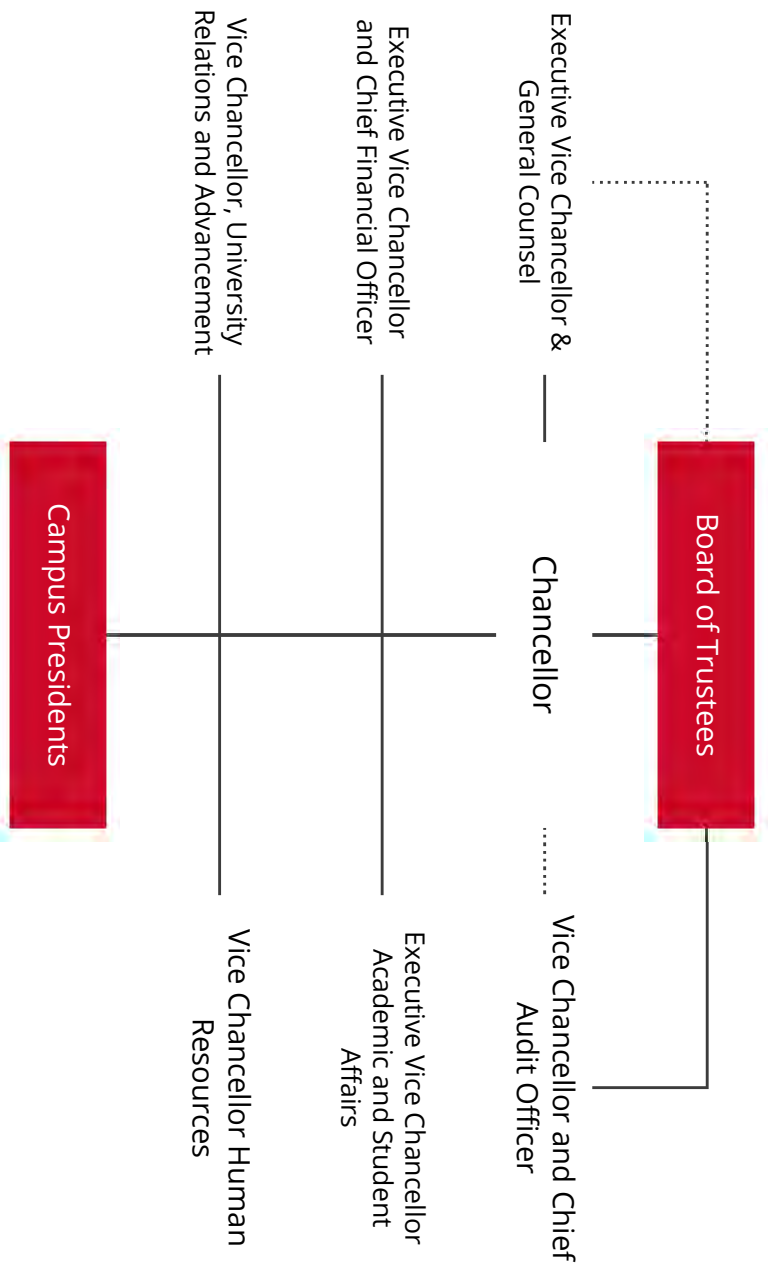 Board of Trustees
Executive Vice Chancellor &
General Counsel
Chancellor
Vice Chancellor and Chief
Audit Officer
Executive Vice Chancellor
and Chief Financial Officer
Executive Vice Chancellor
Academic and Student
Affairs
Vice Chancellor, University
Relations and Advancement
Vice Chancellor Human
Resources
Campus Presidents